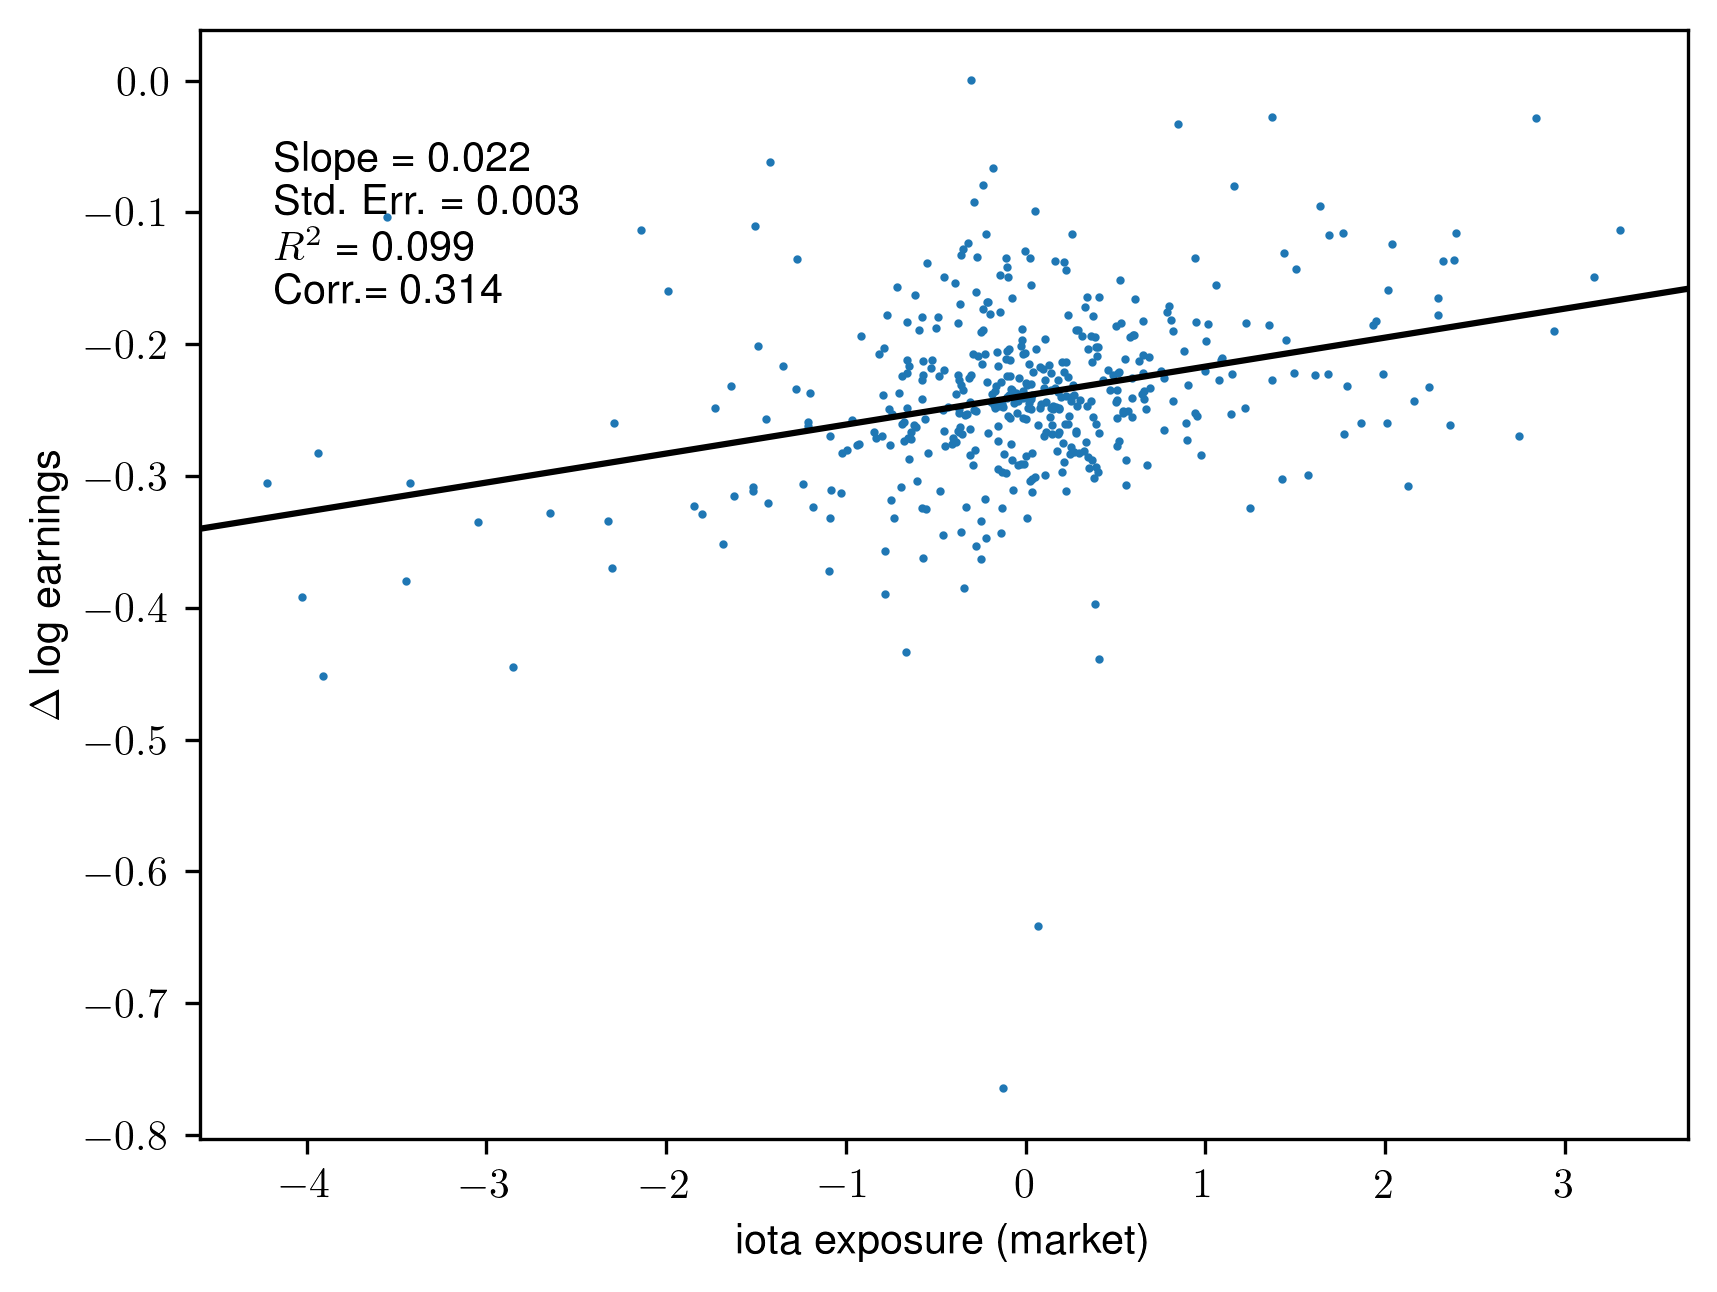 0.0
−0.1
−0.2
−0.3
−0.4
−0.5
−0.6
−0.7
−0.8
Δ log earnings
Slope = 0.022
Std. Err. = 0.003
R² = 0.099
Corr.= 0.314
−4 −3 −2 −1 0 1 2 3
iota exposure (market)